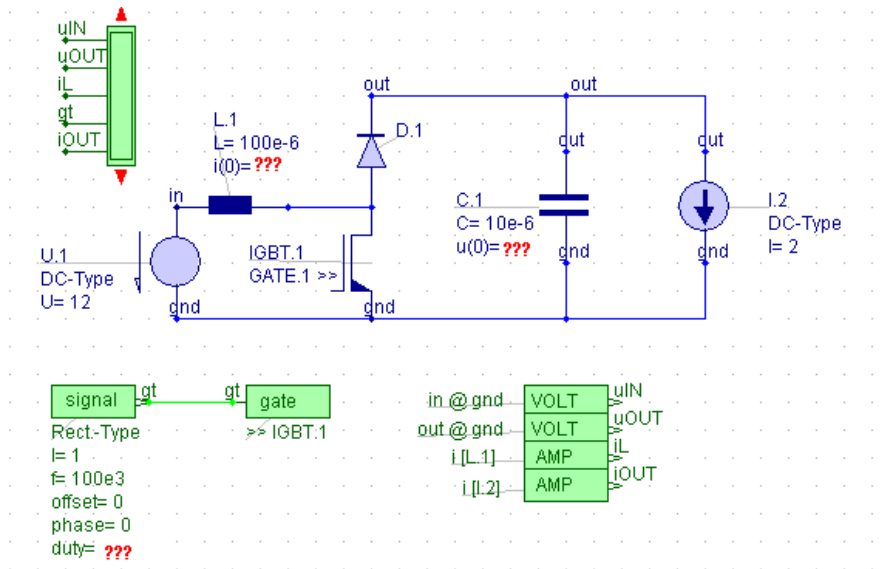 uIN
uOUT
iL
gt
iOUT
L.1
L= 100e-6
i(0)= ???
in
out
out
D.1
out
out
U.1
DC-Type
U= 12
IGBT.1
GATE.1 >>
C.1
C= 10e-6
u(0)= ???
I.2
DC-Type
I= 2
gnd
gnd
gnd
gnd
signal
gt
gt
gate
Rect.-Type
I= 1
f= 100e3
offset= 0
phase= 0
duty= ???
>> IGBT.1
in @ gnd
VOLT
uIN
out @ gnd
VOLT
uOUT
i [L.1]
AMP
iL
i [I.2]
AMP
iOUT